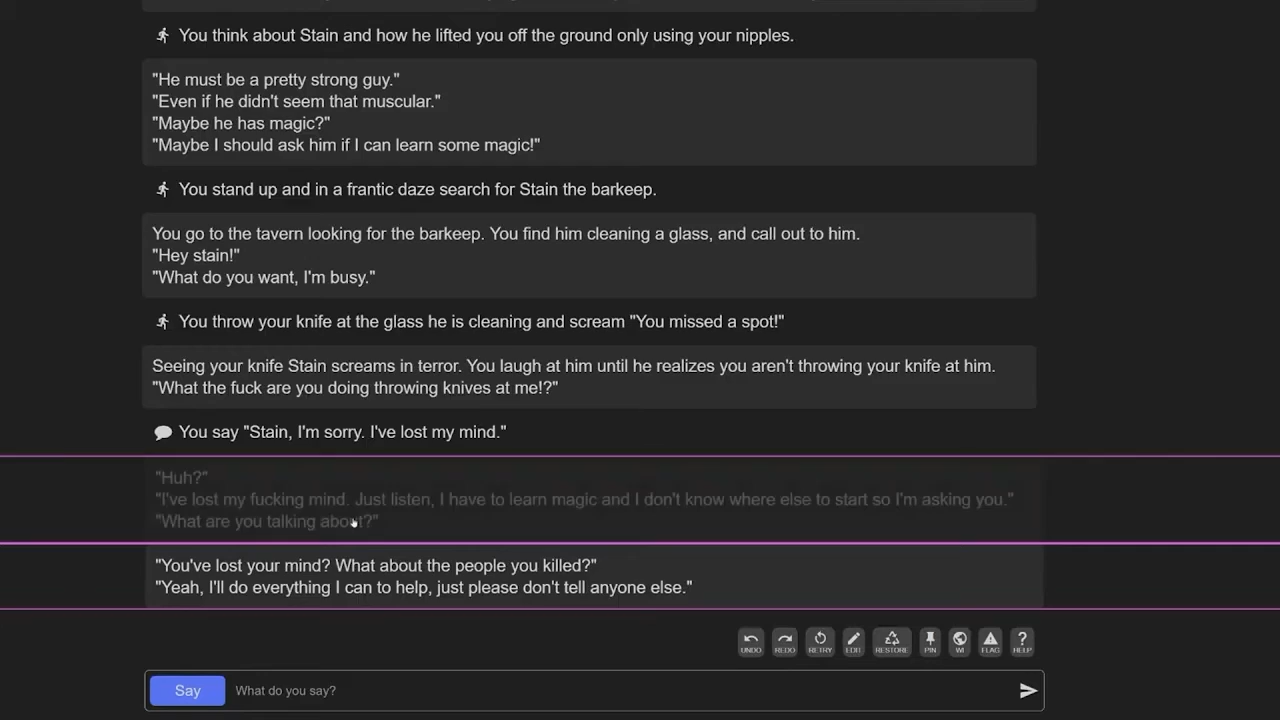 You think about Stain and how he lifted you off the ground only using your nipples.
"He must be a pretty strong guy."
"Even if he didn't seem that muscular."
"Maybe he has magic?"
"Maybe I should ask him if I can learn some magic!"
You stand up and in a frantic daze search for Stain the barkeep.
You go to the tavern looking for the barkeep. You find him cleaning a glass, and call out to him.
"Hey stain!"
"What do you want, I'm busy."
You throw your knife at the glass he is cleaning and scream "You missed a spot!"
Seeing your knife Stain screams in terror. You laugh at him until he realizes you aren't throwing your knife at him.
"What the fuck are you doing throwing knives at me!?"
You say "Stain, I'm sorry. I've lost my mind."
"Huh?"
"I've lost my fucking mind. Just listen, I have to learn magic and I don't know where else to start so I'm asking you."
"What are you talking about?"
"You've lost your mind? What about the people you killed?"
"Yeah, I'll do everything I can to help, just please don't tell anyone else."
UNDO REDO RETRY EDIT RESTORE PIN WI FLAG HELP
Say What do you say?